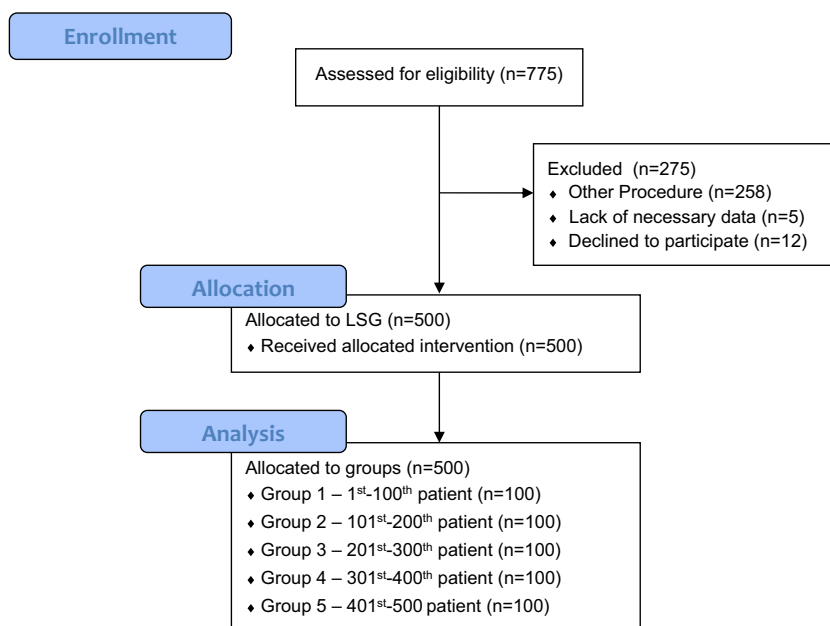 Enrollment
Assessed for eligibility (n=775)
Excluded (n=275)
♦ Other Procedure (n=258)
♦ Lack of necessary data (n=5)
♦ Declined to participate (n=12)
Allocation
Allocated to LSG (n=500)
♦ Received allocated intervention (n=500)
Analysis
Allocated to groups (n=500)
♦ Group 1 – 1st-100th patient (n=100)
♦ Group 2 – 101st-200th patient (n=100)
♦ Group 3 – 201st-300th patient (n=100)
♦ Group 4 – 301st-400th patient (n=100)
♦ Group 5 – 401st-500 patient (n=100)